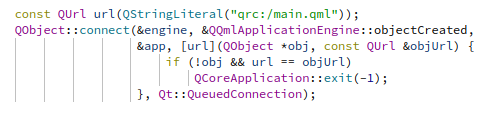 const QUrl url(QStringLiteral("qrc:/main.qml"));
QObject::connect(&engine, &QQmlApplicationEngine::objectCreated,
&app, [url](QObject *obj, const QUrl &objUrl) {
if (!obj && url == objUrl)
QCoreApplication::exit(-1);
}, Qt::QueuedConnection);